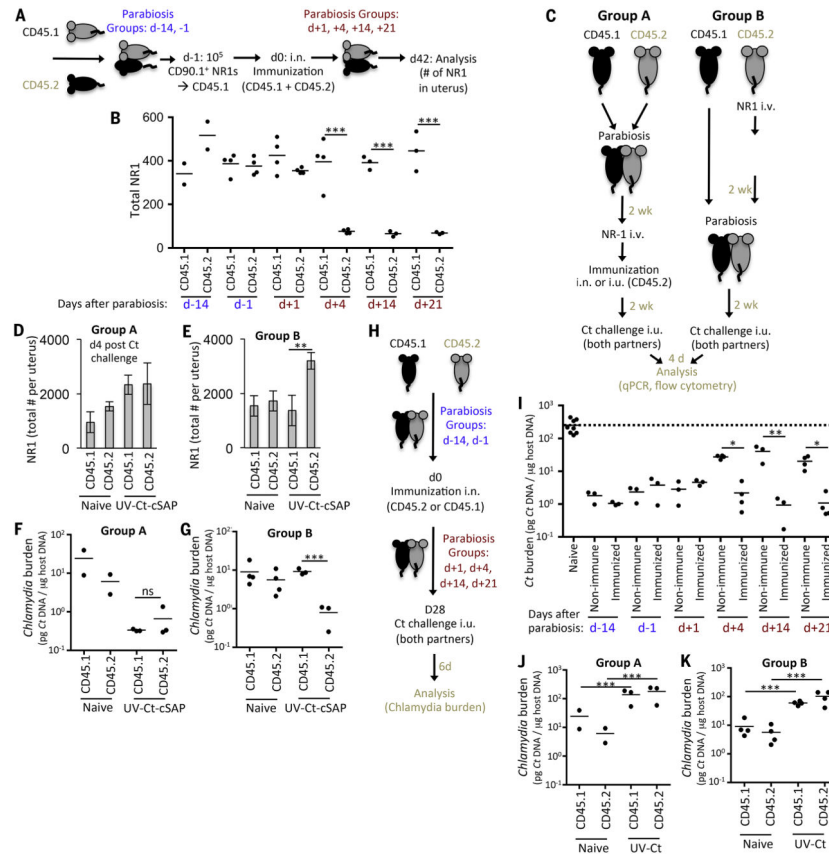 A
CD45.1
CD45.2
Parabiosis
Groups: d-14, -1
d-1: 10⁵
CD90.1⁺ NR1s
→ CD45.1
d0: i.n.
Immunization
(CD45.1 + CD45.2)
Parabiosis Groups:
d+1, +4, +14, +21
d42: Analysis
(# of NR1
in uterus)
B
Total NR1
600
400
200
0
*** *** ***
CD45.1 CD45.2 CD45.1 CD45.2 CD45.1 CD45.2 CD45.1 CD45.2 CD45.1 CD45.2 CD45.1 CD45.2
Days after parabiosis: d-14 d-1 d+1 d+4 d+14 d+21
C
Group A Group B
CD45.1 CD45.2 CD45.1 CD45.2
NR1 i.v.
Parabiosis
2 wk 2 wk
NR-1 i.v.
Parabiosis
Immunization
i.n. or i.u. (CD45.2)
2 wk 2 wk
Ct challenge i.u.
(both partners)
Ct challenge i.u.
(both partners)
4 d
Analysis
(qPCR, flow cytometry)
D
Group A
d4 post Ct
challenge
NR1 (total # per uterus)
4000
2000
0
CD45.1 CD45.2 CD45.1 CD45.2
Naive UV-Ct-cSAP
E
Group B
**
NR1 (total # per uterus)
4000
2000
0
CD45.1 CD45.2 CD45.1 CD45.2
Naive UV-Ct-cSAP
F
Group A
Chlamydia burden
(pg Ct DNA / µg host DNA)
10²
10¹
10⁰
10⁻¹
ns
CD45.1 CD45.2 CD45.1 CD45.2
Naive UV-Ct-cSAP
G
Group B
Chlamydia burden
(pg Ct DNA / µg host DNA)
10²
10¹
10⁰
10⁻¹
***
CD45.1 CD45.2 CD45.1 CD45.2
Naive UV-Ct-cSAP
H
CD45.1 CD45.2
Parabiosis
Groups:
d-14, d-1
d0
Immunization i.n.
(CD45.2 or CD45.1)
Parabiosis
Groups:
d+1, d+4,
d+14, d+21
D28
Ct challenge i.u.
(both partners)
6d
Analysis
(Chlamydia burden)
I
Ct burden (pg Ct DNA / µg host DNA)
10³
10²
10¹
10⁰
10⁻¹
* ** *
Naive
Non-immune Immunized Non-immune Immunized Non-immune Immunized Non-immune Immunized Non-immune Immunized Non-immune Immunized
Days after
parabiosis: d-14 d-1 d+1 d+4 d+14 d+21
J
Group A
Chlamydia burden
(pg Ct DNA / µg host DNA)
10³
10²
10¹
10⁰
***
***
CD45.1 CD45.2 CD45.1 CD45.2
Naive UV-Ct
K
Group B
Chlamydia burden
(pg Ct DNA / µg host DNA)
10³
10²
10¹
10⁰
***
***
CD45.1 CD45.2 CD45.1 CD45.2
Naive UV-Ct